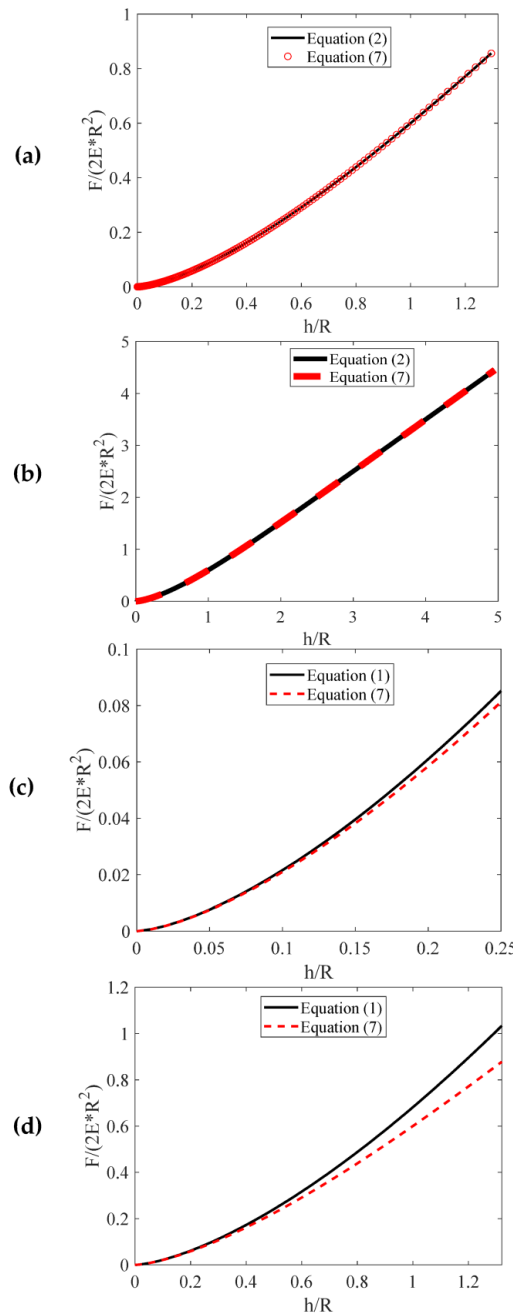 (a)
F/(2E*R²)
1
0.8
0.6
0.4
0.2
0
Equation (2)
Equation (7)
0 0.2 0.4 0.6 0.8 1 1.2
h/R
(b)
F/(2E*R²)
5
4
3
2
1
0
Equation (2)
Equation (7)
0 1 2 3 4 5
h/R
(c)
F/(2E*R²)
0.1
0.08
0.06
0.04
0.02
0
Equation (1)
Equation (7)
0 0.05 0.1 0.15 0.2 0.25
h/R
(d)
F/(2E*R²)
1.2
1
0.8
0.6
0.4
0.2
0
Equation (1)
Equation (7)
0 0.2 0.4 0.6 0.8 1 1.2
h/R